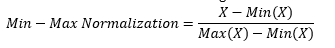 Min − Max Normalization = X − Min(X) / Max(X) − Min(X)